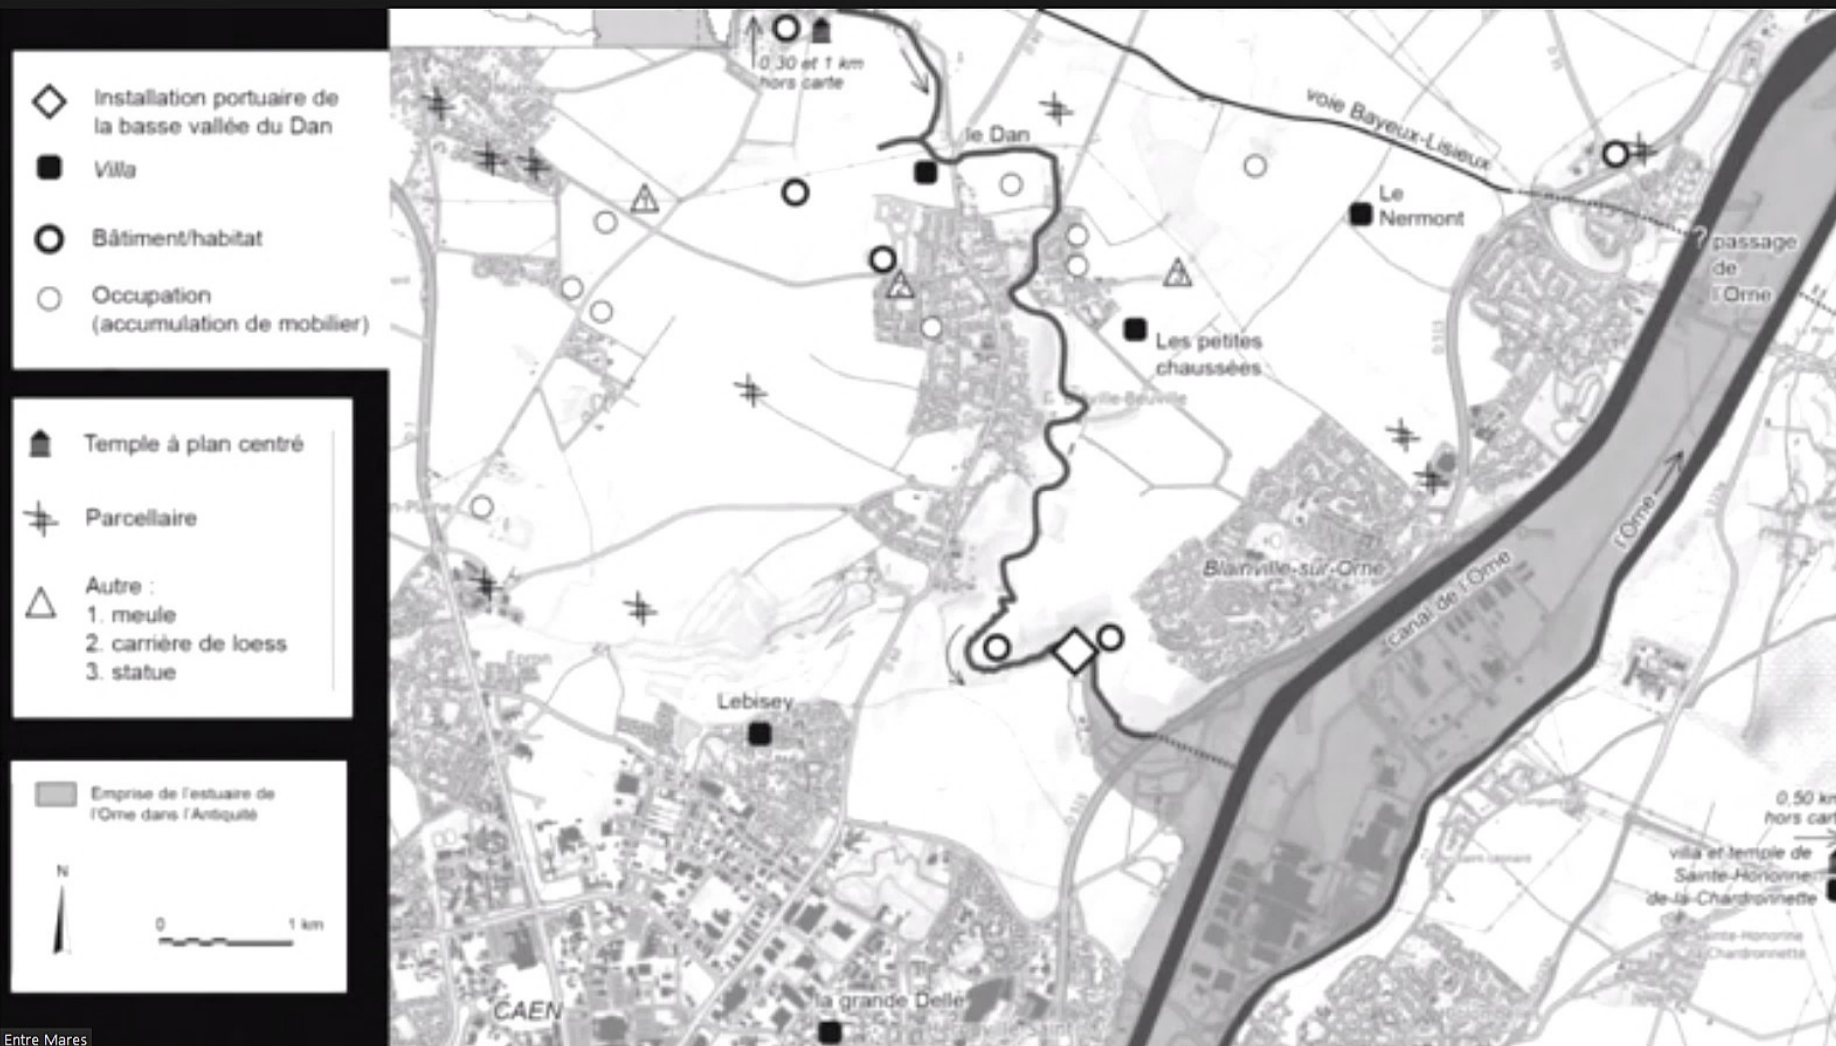 Installation portuaire de
la basse vallée du Dan
Villa
Bâtiment/habitat
Occupation
(accumulation de mobilier)
Temple à plan centré
Parcellaire
Autre :
1. meule
2. carrière de loess
3. statue
Emprise de l'estuaire de
l'Orne dans l'Antiquité
N
0
1 km
Entre Mares
0,30 et 1 km
hors carte
le Dan
voie Bayeux-Lisieux
Le
Nermont
? passage
de
l'Orne
Les petites
chaussées
Blainville-sur-Orne
canal de l'Orne
l'Orne
Lebisey
0,50 km
hors cart
villa et temple de
Sainte-Honorine-
de-la-Chardonnette
Sainte-Honorine
Chardonnette
CAEN
la grande Delle